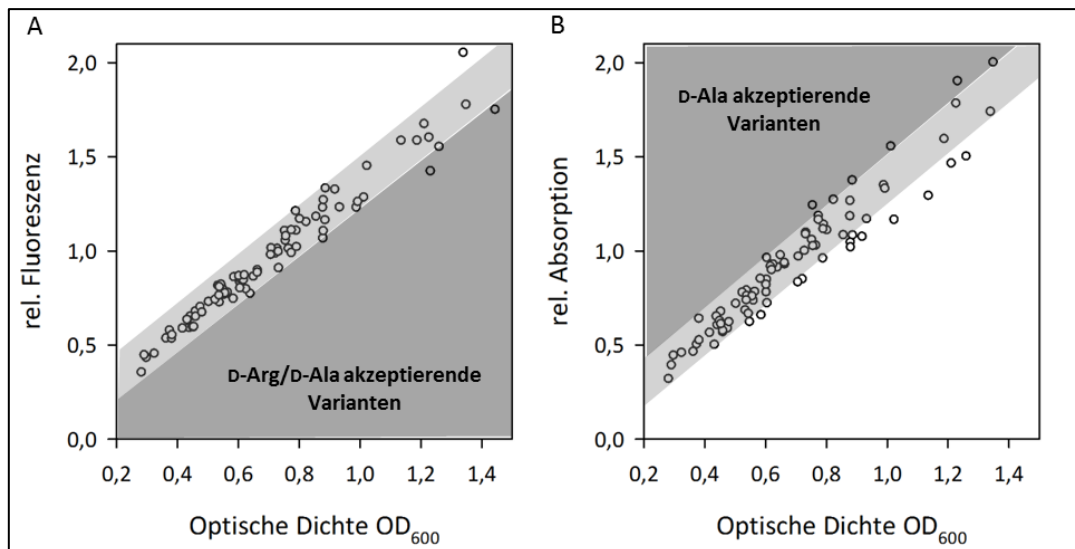 A
rel. Fluoreszenz
2,0
1,5
1,0
0,5
0,0
D-Arg/D-Ala akzeptierende
Varianten
0,2 0,4 0,6 0,8 1,0 1,2 1,4
Optische Dichte OD600
B
rel. Absorption
2,0
1,5
1,0
0,5
0,0
D-Ala akzeptierende
Varianten
0,2 0,4 0,6 0,8 1,0 1,2 1,4
Optische Dichte OD600